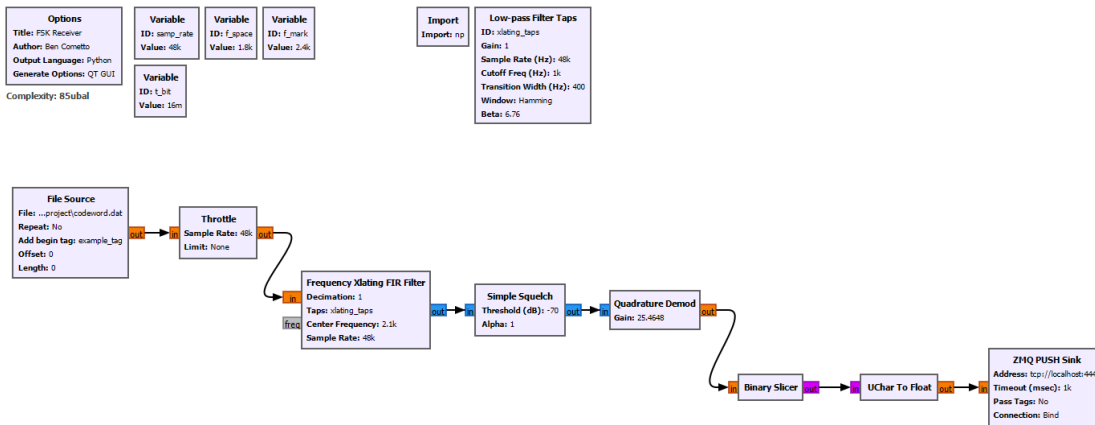 Options
Title: FSK Receiver
Author: Ben Cometto
Output Language: Python
Generate Options: QT GUI
Complexity: 85ubal
Variable
ID: samp_rate
Value: 48k
Variable
ID: f_space
Value: 1.8k
Variable
ID: f_mark
Value: 2.4k
Variable
ID: t_bit
Value: 16m
Import
Import: np
Low-pass Filter Taps
ID: xlating_taps
Gain: 1
Sample Rate (Hz): 48k
Cutoff Freq (Hz): 1k
Transition Width (Hz): 400
Window: Hamming
Beta: 6.76
File Source
File: ...project\codeword.dat
Repeat: No
Add begin tag: example_tag
Offset: 0
Length: 0
out
in
Throttle
Sample Rate: 48k
Limit: None
out
in
freq
Frequency Xlating FIR Filter
Decimation: 1
Taps: xlating_taps
Center Frequency: 2.1k
Sample Rate: 48k
out
in
Simple Squelch
Threshold (dB): -70
Alpha: 1
out
in
Quadrature Demod
Gain: 25.4648
out
in
Binary Slicer
out
in
UChar To Float
out
in
ZMQ PUSH Sink
Address: tcp://localhost:444
Timeout (msec): 1k
Pass Tags: No
Connection: Bind